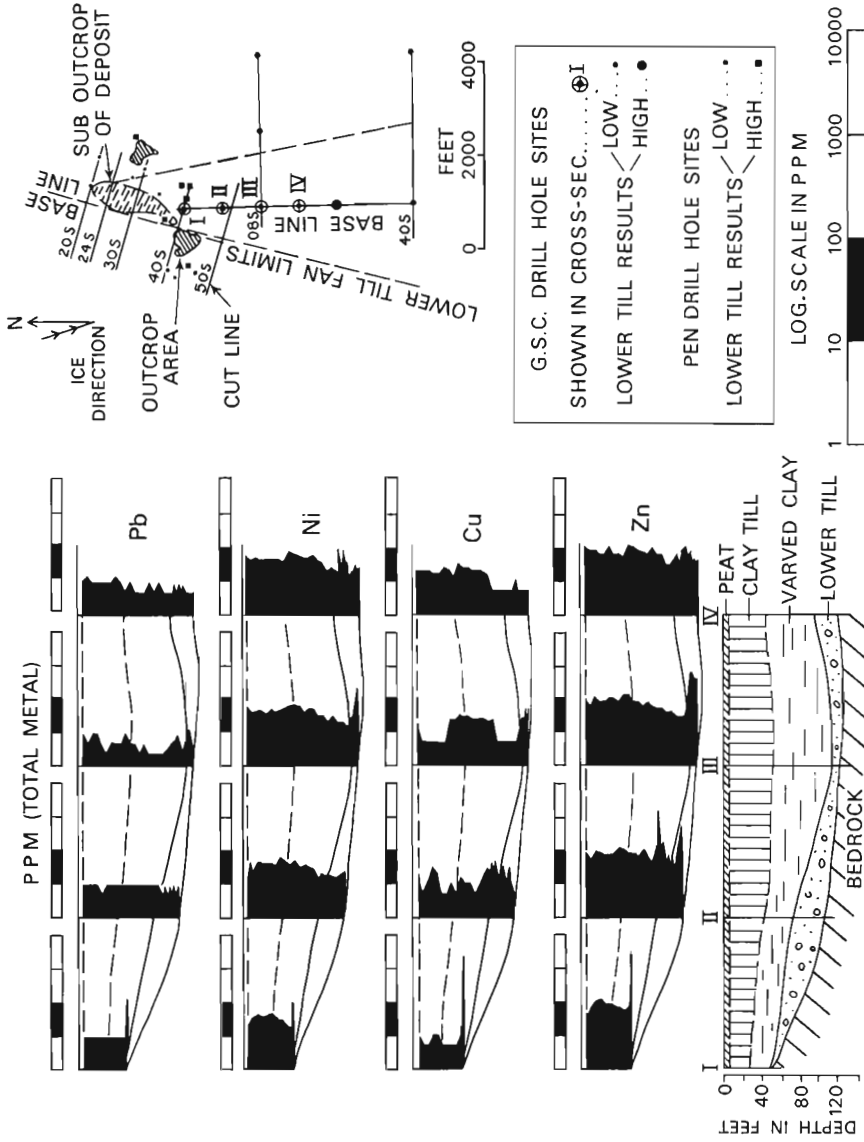 PPM (TOTAL METAL)
Pb
Ni
Cu
Zn
I
II
III
IV
PEAT
CLAY TILL
VARVED CLAY
LOWER TILL
BEDROCK
DEPTH IN FEET
0
40
80
120
N
ICE
DIRECTION
OUTCROP
AREA
CUT LINE
20S
24S
30S
40S
50S
BASE
LINE
SUB OUTCROP
OF DEPOSIT
I
II
III
IV
08S
40S
BASE LINE
LOWER TILL FAN LIMITS
0
2000
4000
FEET
G.S.C. DRILL HOLE SITES
SHOWN IN CROSS-SEC. I
LOWER TILL RESULTS
LOW
HIGH
PEN DRILL HOLE SITES
LOWER TILL RESULTS
LOW
HIGH
LOG. SCALE IN PPM
1
10
100
1000
10000